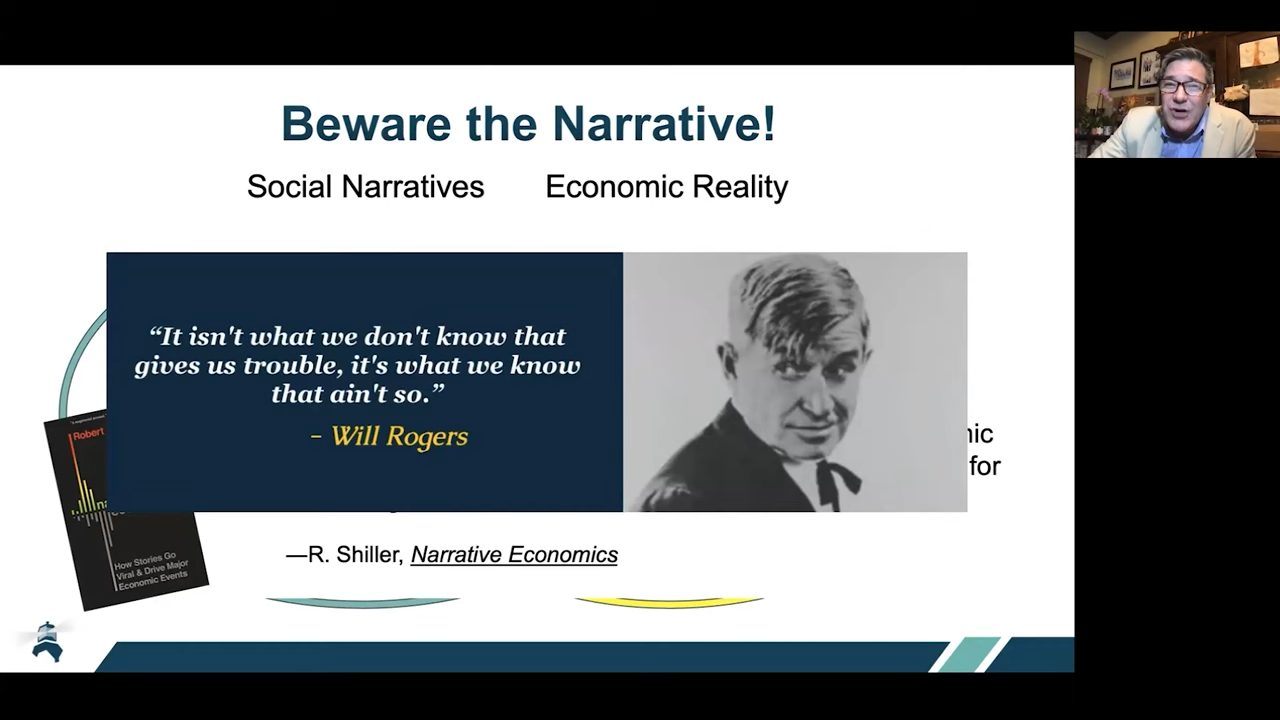 Beware the Narrative!
Social Narratives Economic Reality
“It isn't what we don't know that
gives us trouble, it's what we know
that ain't so.”
– Will Rogers
for
Robert
—R. Shiller, Narrative Economics
How Stories Go
Viral & Drive Major
Economic Events